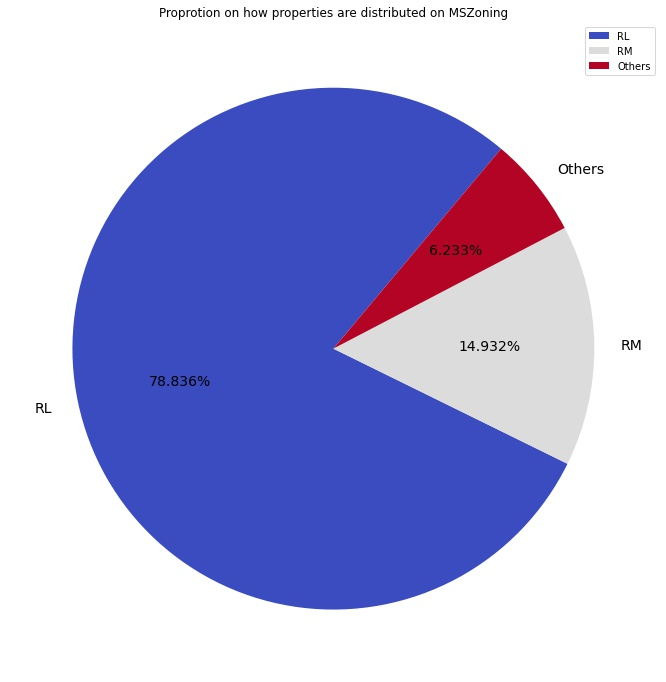 Proprotion on how properties are distributed on MSZoning
RL
RM
Others
Others
6.233%
14.932%
RM
78.836%
RL